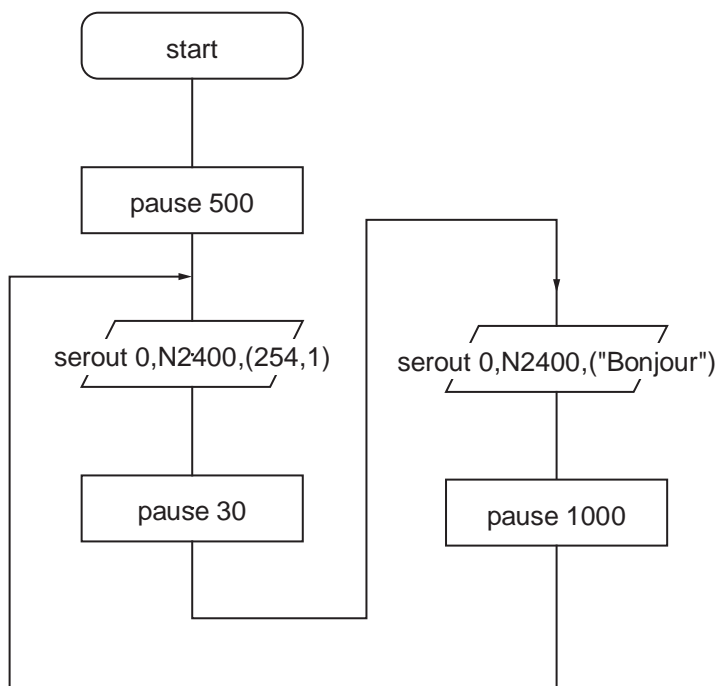 start
pause 500
serout 0,N2400,(254,1)
pause 30
serout 0,N2400,("Bonjour")
pause 1000